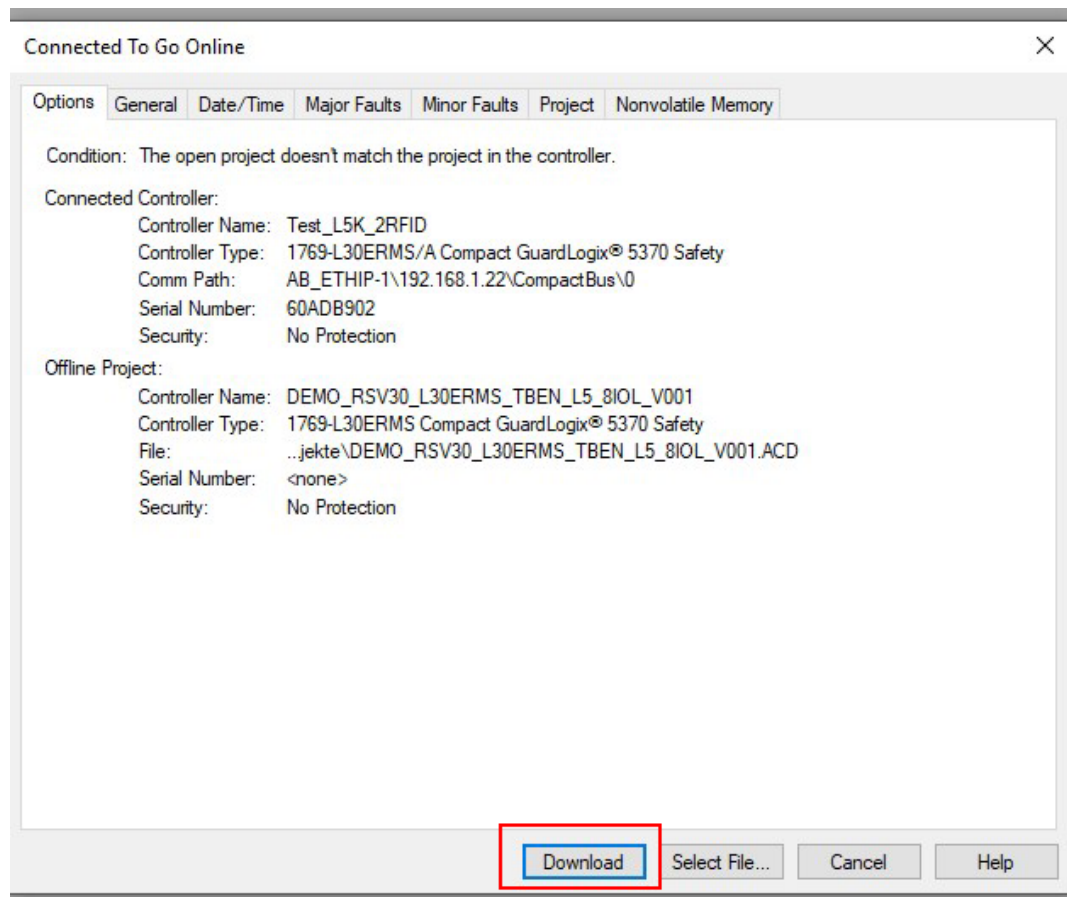 Connected To Go Online
Options General Date/Time Major Faults Minor Faults Project Nonvolatile Memory
Condition: The open project doesn't match the project in the controller.
Connected Controller:
Controller Name: Test_L5K_2RFID
Controller Type: 1769-L30ERMS/A Compact GuardLogix® 5370 Safety
Comm Path: AB_ETHIP-1\192.168.1.22\CompactBus\0
Serial Number: 60ADB902
Security: No Protection
Offline Project:
Controller Name: DEMO_RSV30_L30ERMS_TBEN_L5_8IOL_V001
Controller Type: 1769-L30ERMS Compact GuardLogix® 5370 Safety
File: ...jekte\DEMO_RSV30_L30ERMS_TBEN_L5_8IOL_V001.ACD
Serial Number: <none>
Security: No Protection
Download Select File... Cancel Help